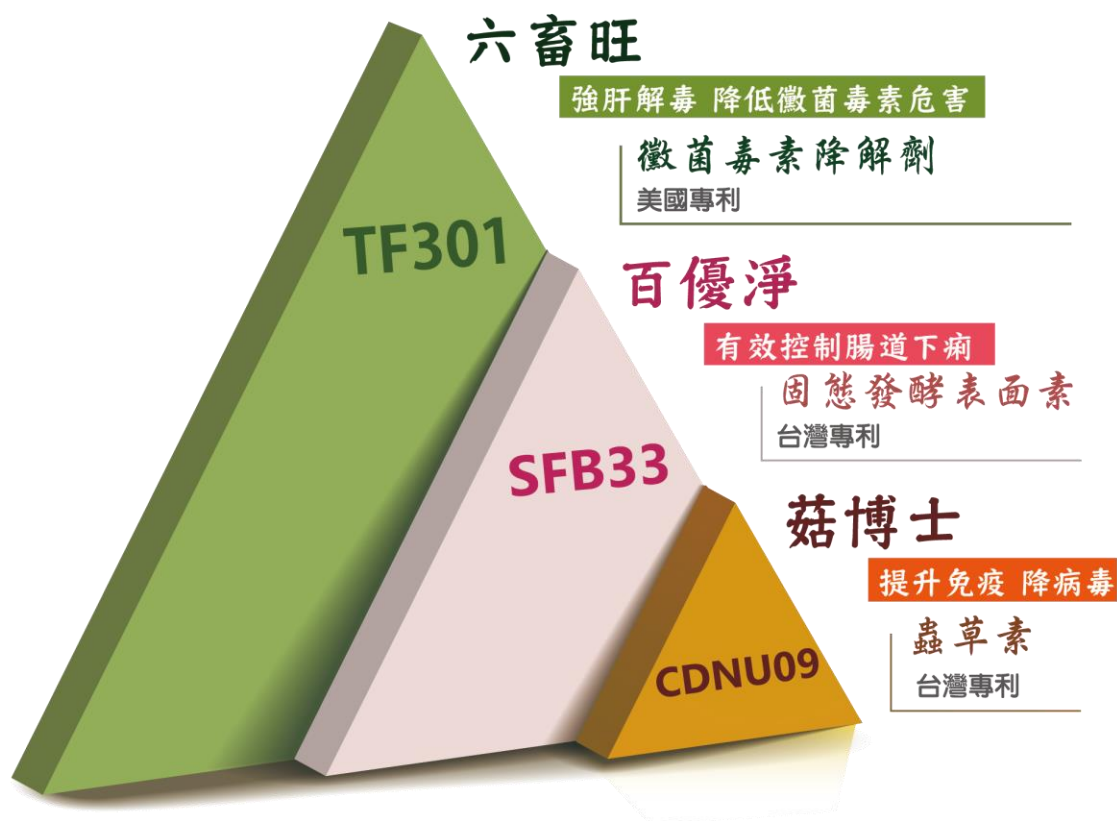 六畜旺
強肝解毒 降低黴菌毒素危害
黴菌毒素降解劑
美國專利
TF301
百優淨
有效控制腸道下痢
固態發酵表面素
台灣專利
SFB33
菇博士
提升免疫 降病毒
蟲草素
台灣專利
CDNU09